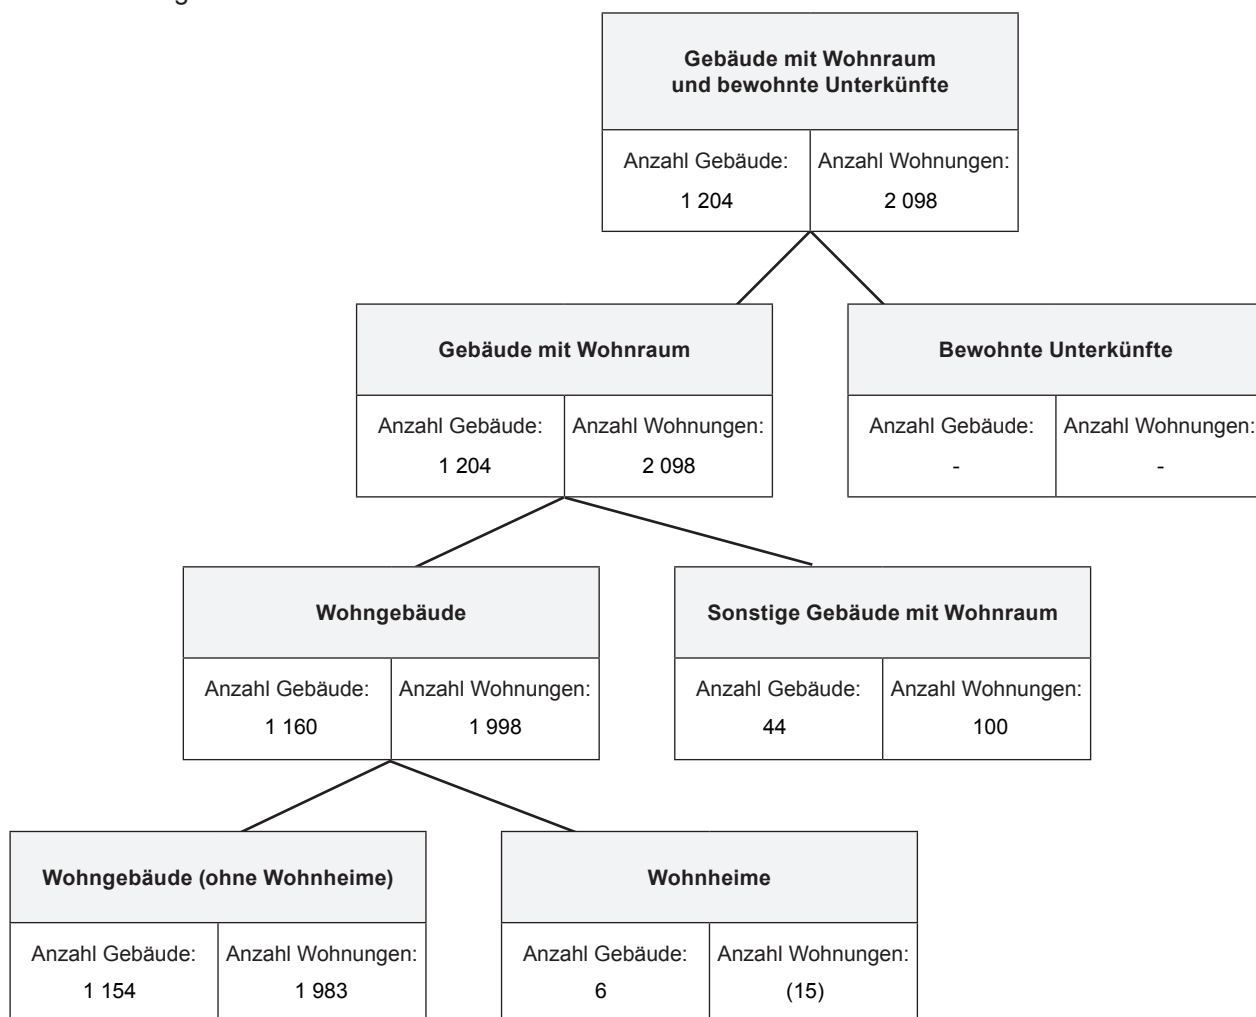 Gebäude mit Wohnraum
und bewohnte Unterkünfte
Anzahl Gebäude: Anzahl Wohnungen:
1 204 2 098
Gebäude mit Wohnraum Bewohnte Unterkünfte
Anzahl Gebäude: Anzahl Wohnungen: Anzahl Gebäude: Anzahl Wohnungen:
1 204 2 098 - -
Wohngebäude Sonstige Gebäude mit Wohnraum
Anzahl Gebäude: Anzahl Wohnungen: Anzahl Gebäude: Anzahl Wohnungen:
1 160 1 998 44 100
Wohngebäude (ohne Wohnheime) Wohnheime
Anzahl Gebäude: Anzahl Wohnungen: Anzahl Gebäude: Anzahl Wohnungen:
1 154 1 983 6 (15)